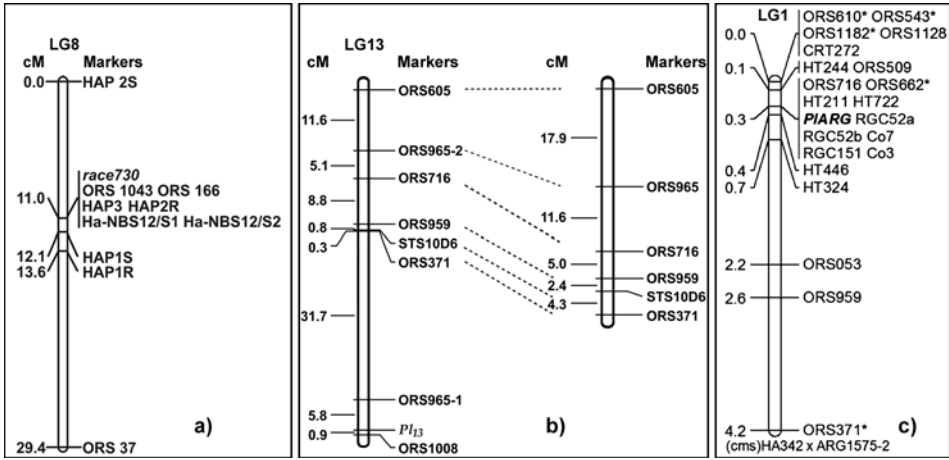 LG8
cM Markers
0.0 HAP 2S
race730
11.0 ORS 1043 ORS 166
HAP3 HAP2R
Ha-NBS12/S1 Ha-NBS12/S2
12.1 HAP1S
13.6 HAP1R
29.4 ORS 37
a)
LG13
cM Markers
ORS605
11.6
ORS965-2
5.1
ORS716
8.8
ORS959
0.8
STS10D6
0.3
ORS371
31.7
ORS965-1
5.8
Pl13
0.9
ORS1008
cM Markers
ORS605
17.9
ORS965
11.6
ORS716
5.0
ORS959
2.4
STS10D6
4.3
ORS371
b)
LG1
ORS610* ORS543*
0.0 ORS1182* ORS1128
CRT272
0.1 HT244 ORS509
ORS716 ORS662*
HT211 HT722
0.3 PlARG RGC52a
RGC52b Co7
RGC151 Co3
0.4 HT446
0.7 HT324
2.2 ORS053
2.6 ORS959
4.2 ORS371*
c)
(cms)HA342 x ARG1575-2